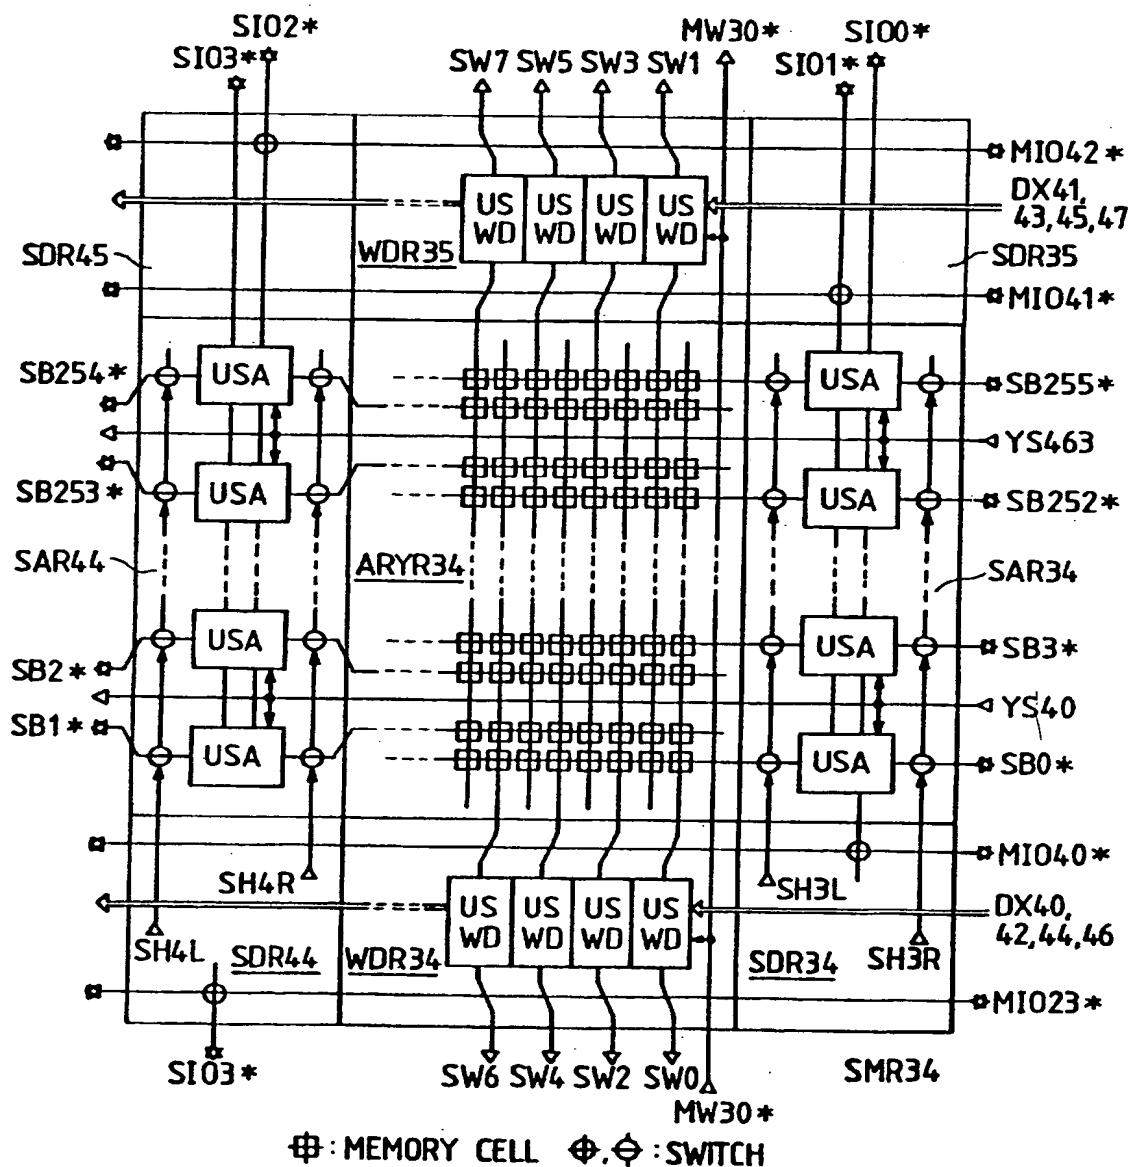 SIO2*
SIO3*
MW30*
SIO0*
SW7 SW5 SW3 SW1
SIO1*
MIO42*
US WD US WD US WD US WD
DX41,
43,45,47
SDR45
WDR35
SDR35
MIO41*
SB254*
USA
USA
SB255*
YS463
SB253*
USA
USA
SB252*
SAR44
ARYR34
SAR34
USA
USA
SB3*
SB2*
YS40
SB1*
USA
USA
SB0*
MIO40*
SH4R
SH3L
US WD US WD US WD US WD
DX40,
42,44,46
SH4L
SDR44
WDR34
SDR34
SH3R
MIO23*
SIO3*
SW6 SW4 SW2 SW0
SMR34
MW30*
: MEMORY CELL , : SWITCH